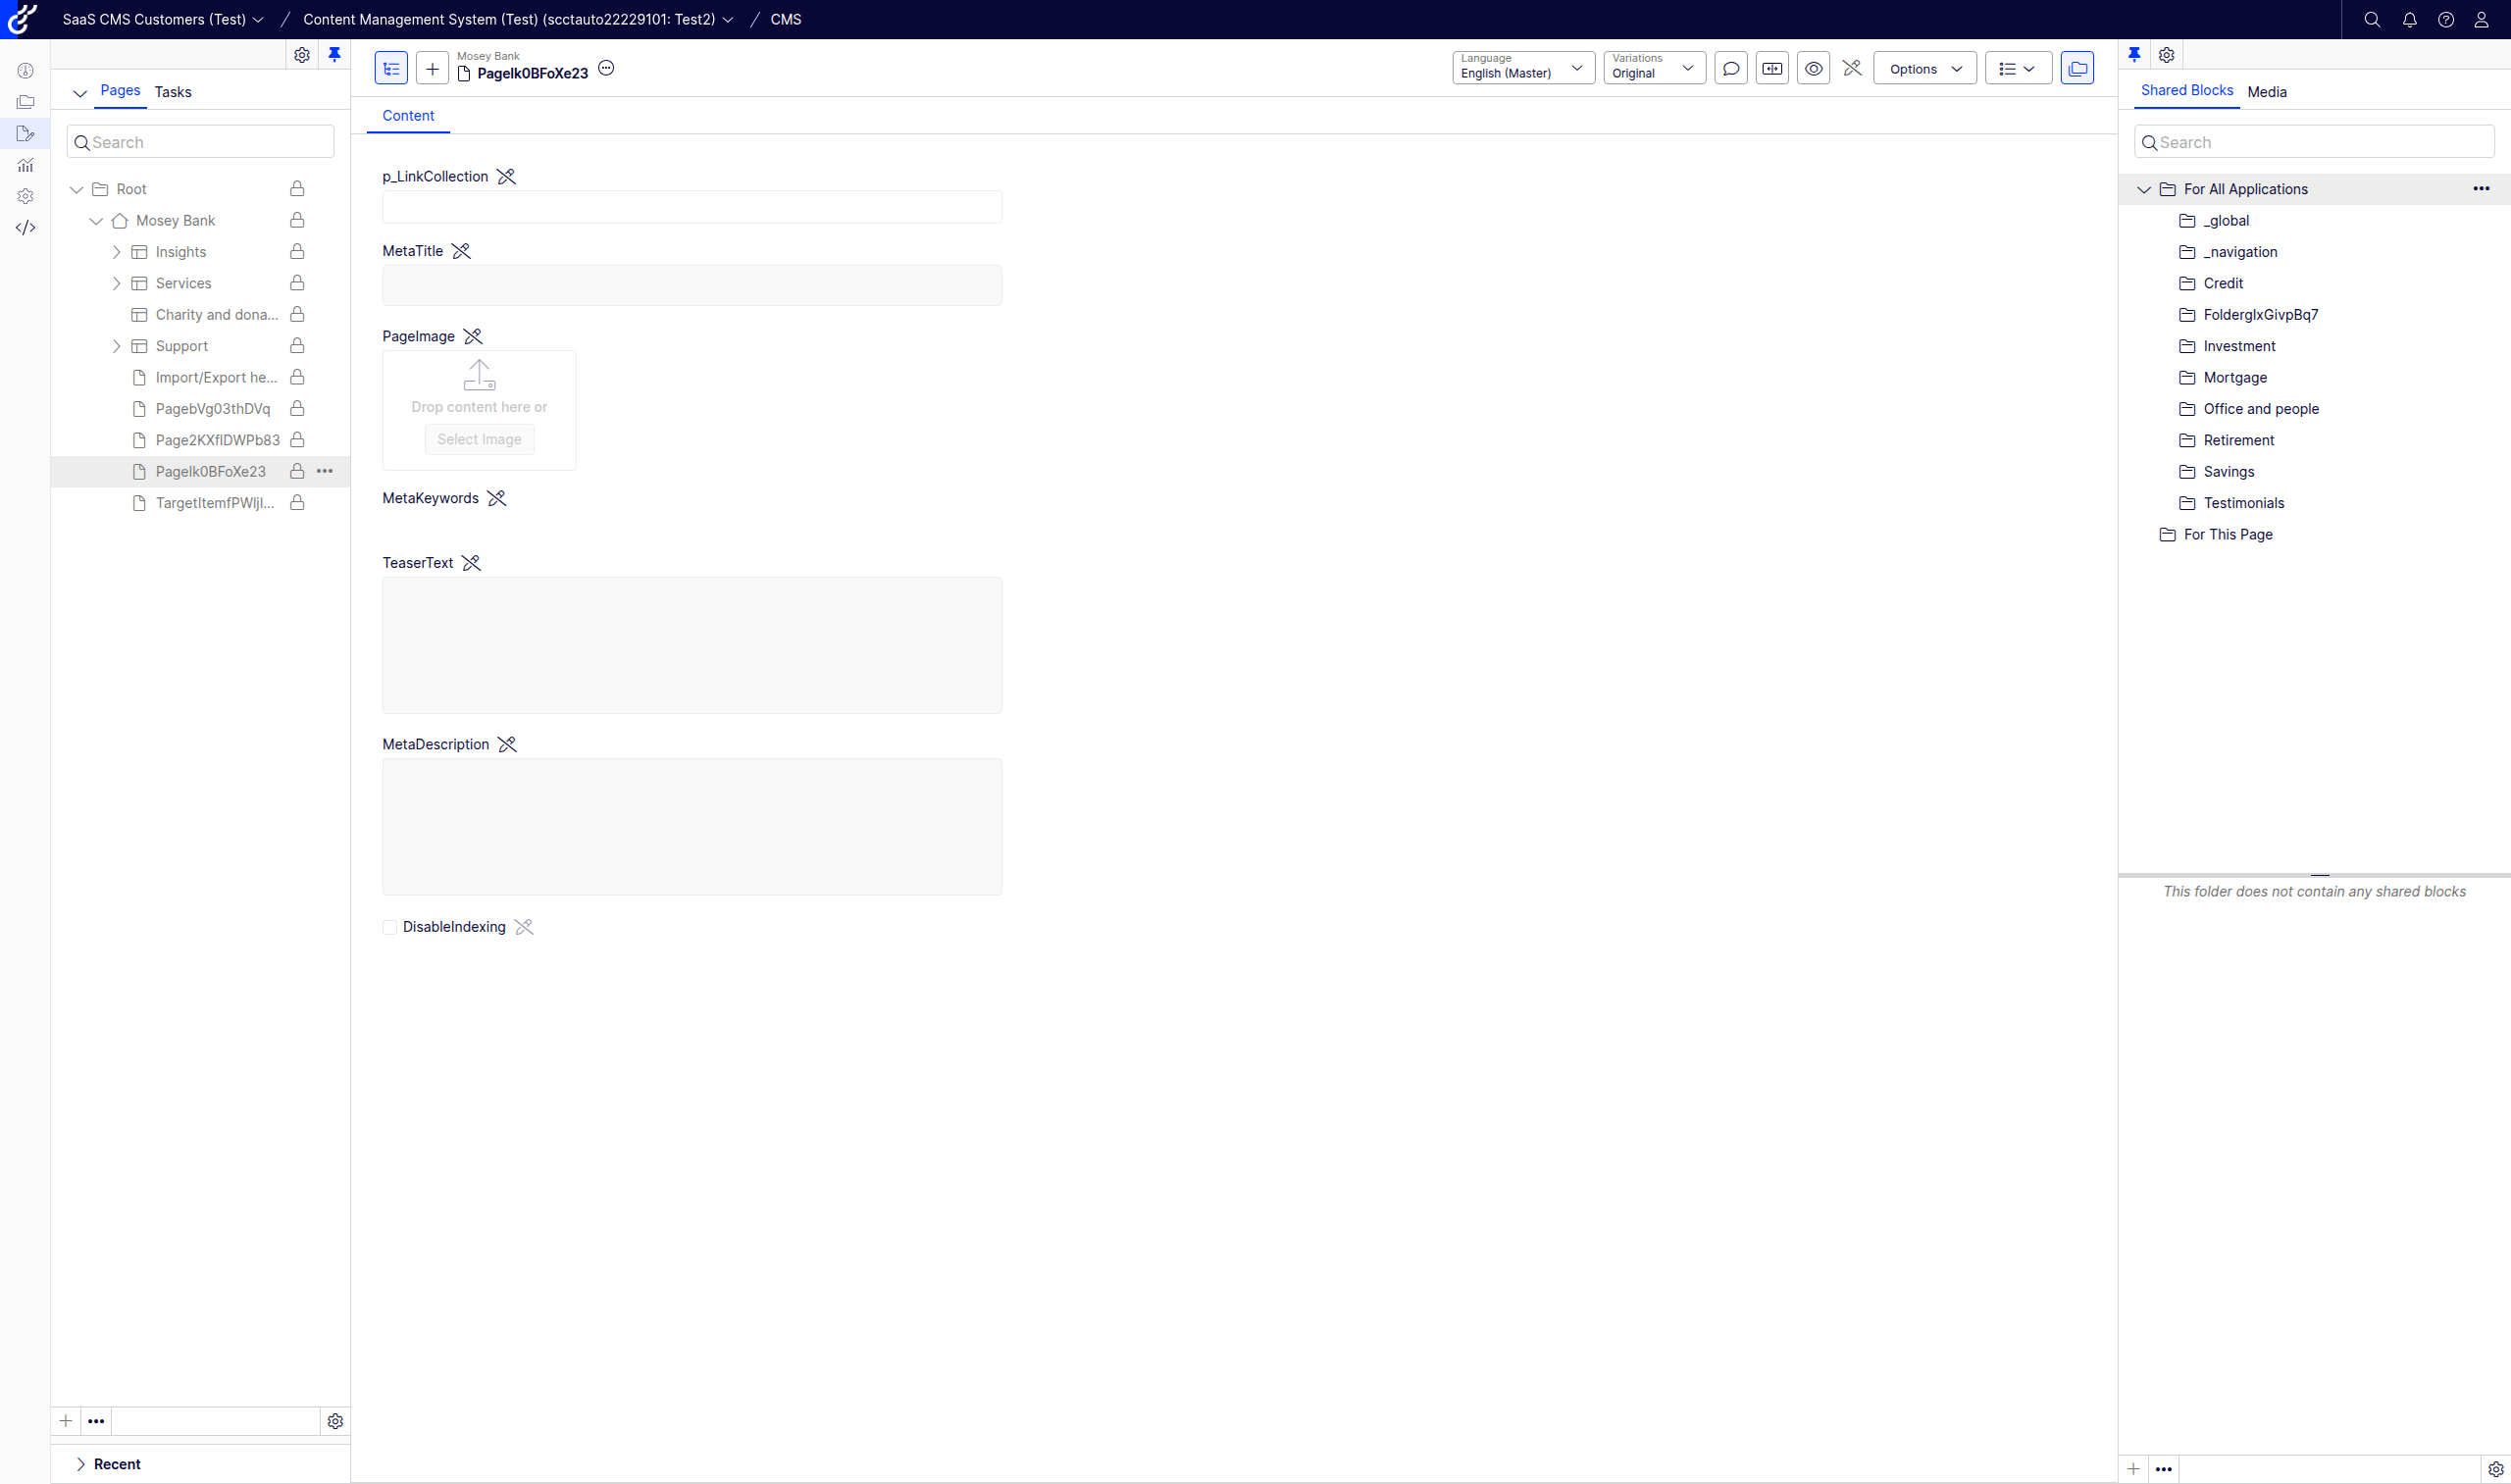 SaaS CMS Customers (Test) / Content Management System (Test) (scctauto22229101: Test2) / CMS
Pages Tasks
Search
Root
Mosey Bank
Insights
Services
Charity and dona...
Support
Import/Export he...
PagebVg03thDVq
Page2KXflDWPb83
PageIk0BFoXe23
TargetItemfPWIjl...
Recent
Mosey Bank
PageIk0BFoXe23
Language
English (Master)
Variations
Original
Options
Content
p_LinkCollection
MetaTitle
PageImage
Drop content here or
Select Image
MetaKeywords
TeaserText
MetaDescription
DisableIndexing
Shared Blocks Media
Search
For All Applications
_global
_navigation
Credit
FolderglxGivpBq7
Investment
Mortgage
Office and people
Retirement
Savings
Testimonials
For This Page
This folder does not contain any shared blocks